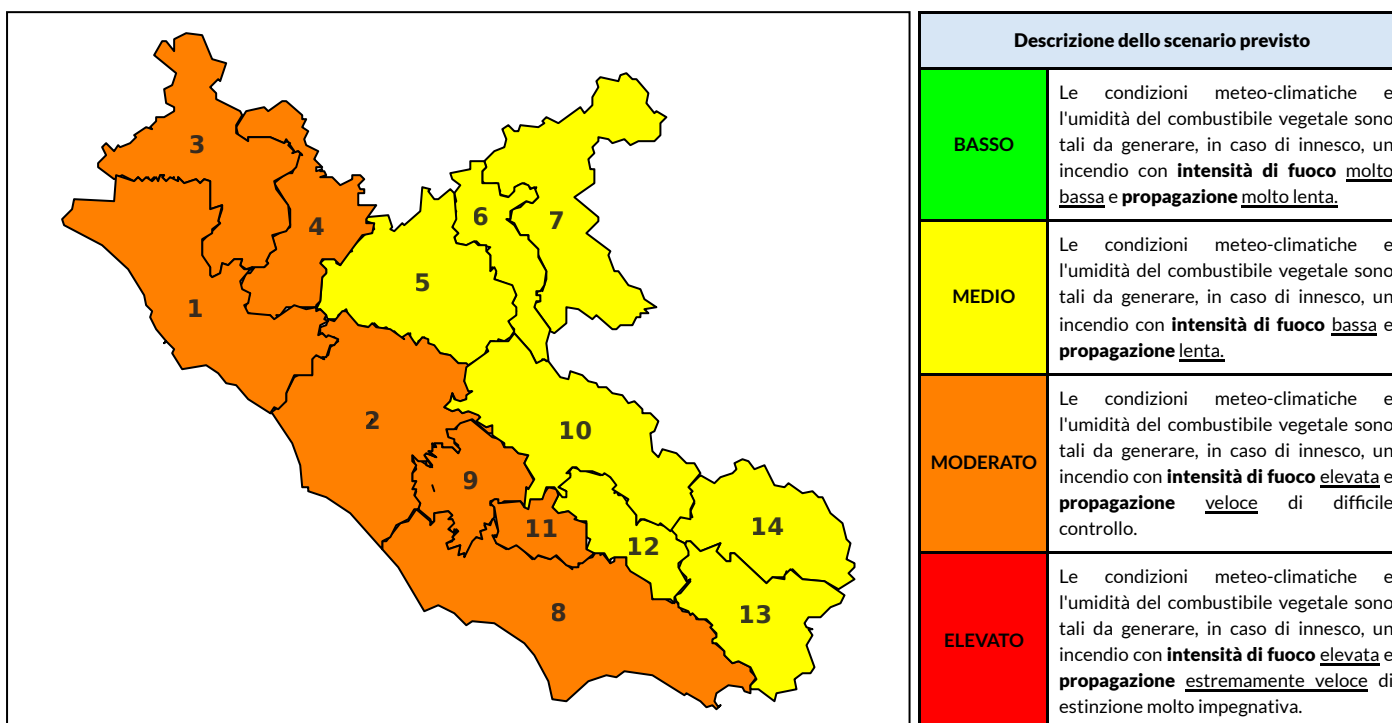 3
4
6
7
5
1
2
10
9
11
12
14
8
13
Descrizione dello scenario previsto
BASSO
Le condizioni meteo-climatiche e
l'umidità del combustibile vegetale sono
tali da generare, in caso di innesco, un
incendio con intensità di fuoco molto
bassa e propagazione molto lenta.
MEDIO
Le condizioni meteo-climatiche e
l'umidità del combustibile vegetale sono
tali da generare, in caso di innesco, un
incendio con intensità di fuoco bassa e
propagazione lenta.
MODERATO
Le condizioni meteo-climatiche e
l'umidità del combustibile vegetale sono
tali da generare, in caso di innesco, un
incendio con intensità di fuoco elevata e
propagazione veloce di difficile
controllo.
ELEVATO
Le condizioni meteo-climatiche e
l'umidità del combustibile vegetale sono
tali da generare, in caso di innesco, un
incendio con intensità di fuoco elevata e
propagazione estremamente veloce di
estinzione molto impegnativa.